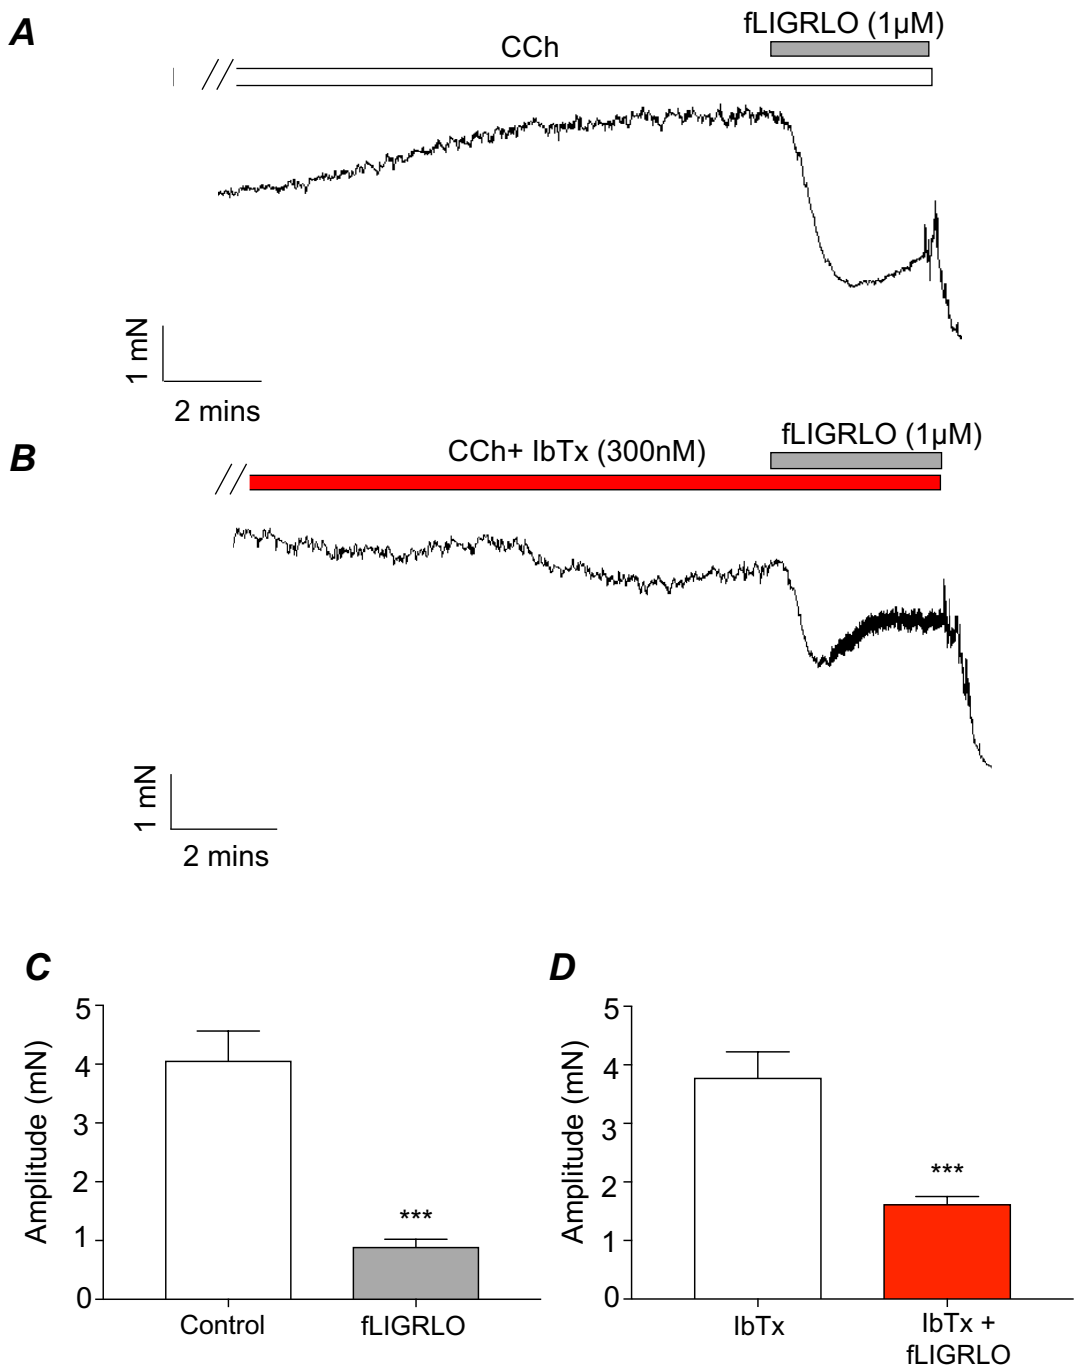 A
fLIGRLO (1μM)
CCh
1 mN
2 mins
B
fLIGRLO (1μM)
CCh+ IbTx (300nM)
1 mN
2 mins
C
Amplitude (mN)
5
4
3
2
1
0
***
Control
fLIGRLO
D
Amplitude (mN)
5
4
3
2
1
0
***
IbTx
IbTx +
fLIGRLO